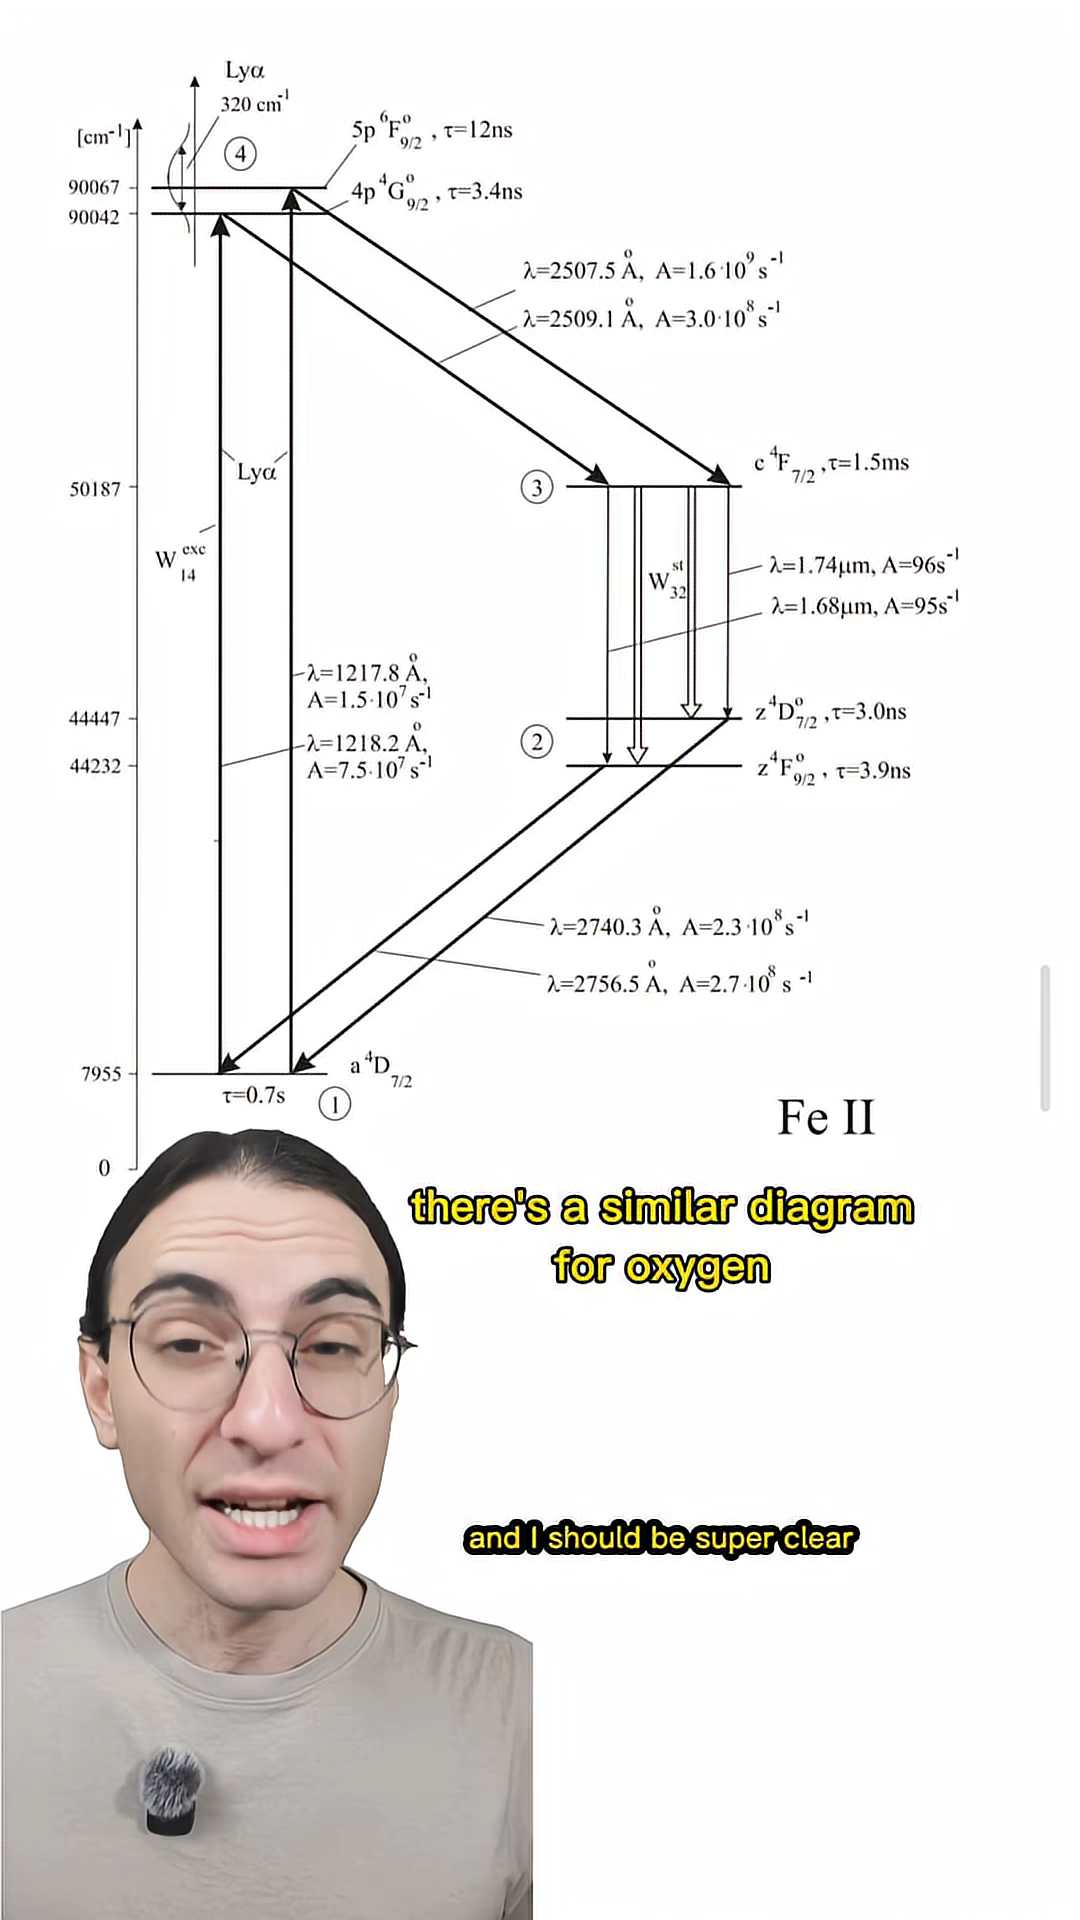 Lyα
320 cm⁻¹
[cm⁻¹]
④
5p ⁶F°₉/₂ , τ=12ns
90067
4p ⁴G°₉/₂ , τ=3.4ns
90042
λ=2507.5 Å, A=1.6·10⁹ s⁻¹
λ=2509.1 Å, A=3.0·10⁸ s⁻¹
c ⁴F₇/₂ ,τ=1.5ms
Lyα
③
50187
W₁₄ᵉˣᶜ
W₃₂ˢᵗ
λ=1.74μm, A=96s⁻¹
λ=1.68μm, A=95s⁻¹
λ=1217.8 Å,
A=1.5·10⁷ s⁻¹
44447
z ⁴D°₇/₂ ,τ=3.0ns
②
λ=1218.2 Å,
A=7.5·10⁷ s⁻¹
44232
z ⁴F°₉/₂ , τ=3.9ns
λ=2740.3 Å, A=2.3·10⁸ s⁻¹
λ=2756.5 Å, A=2.7·10⁸ s⁻¹
7955
a ⁴D₇/₂
τ=0.7s
①
Fe II
0
there's a similar diagram
for oxygen
and I should be super clear